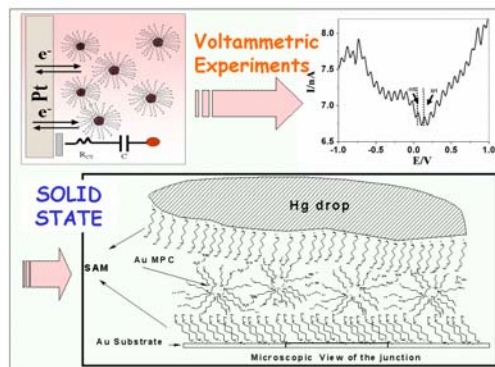 e-
Pt
e-
R_CT
C
Voltammetric
Experiments
I/nA
8.0
7.5
7.0
6.5
-1.0
-0.5
0.0
0.5
1.0
E/V
SOLID
STATE
Hg drop
Au MPC
SAM
Au Substrate
Microscopic View of the junction